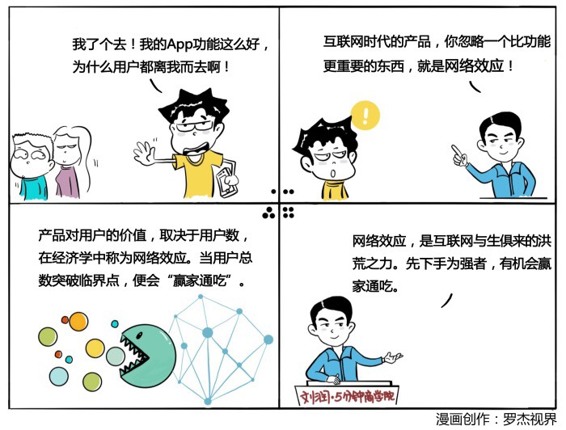 我了个去！我的App功能这么好，
为什么用户都离我而去啊！
互联网时代的产品，你忽略一个比功能
更重要的东西，就是网络效应！
产品对用户的价值，取决于用户数，
在经济学中称为网络效应。当用户总
数突破临界点，便会“赢家通吃”。
网络效应，是互联网与生俱来的洪
荒之力。先下手为强者，有机会赢
家通吃。
刘润·5分钟商学院
漫画创作：罗杰视界